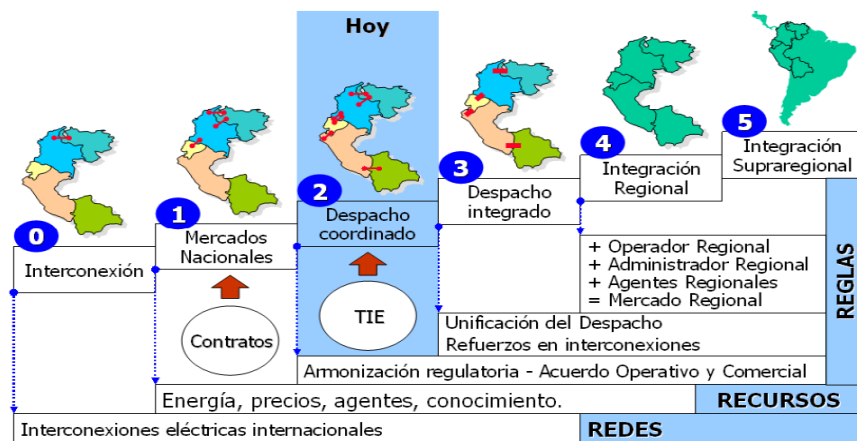 Hoy
5
Integración
Supraregional
4
Integración
Regional
3
Despacho
integrado
2
Despacho
coordinado
1
Mercados
Nacionales
0
Interconexión
Contratos
TIE
+ Operador Regional
+ Administrador Regional
+ Agentes Regionales
= Mercado Regional
Unificación del Despacho
Refuerzos en interconexiones
Armonización regulatoria - Acuerdo Operativo y Comercial
REGLAS
Energía, precios, agentes, conocimiento.
RECURSOS
Interconexiones eléctricas internacionales
REDES